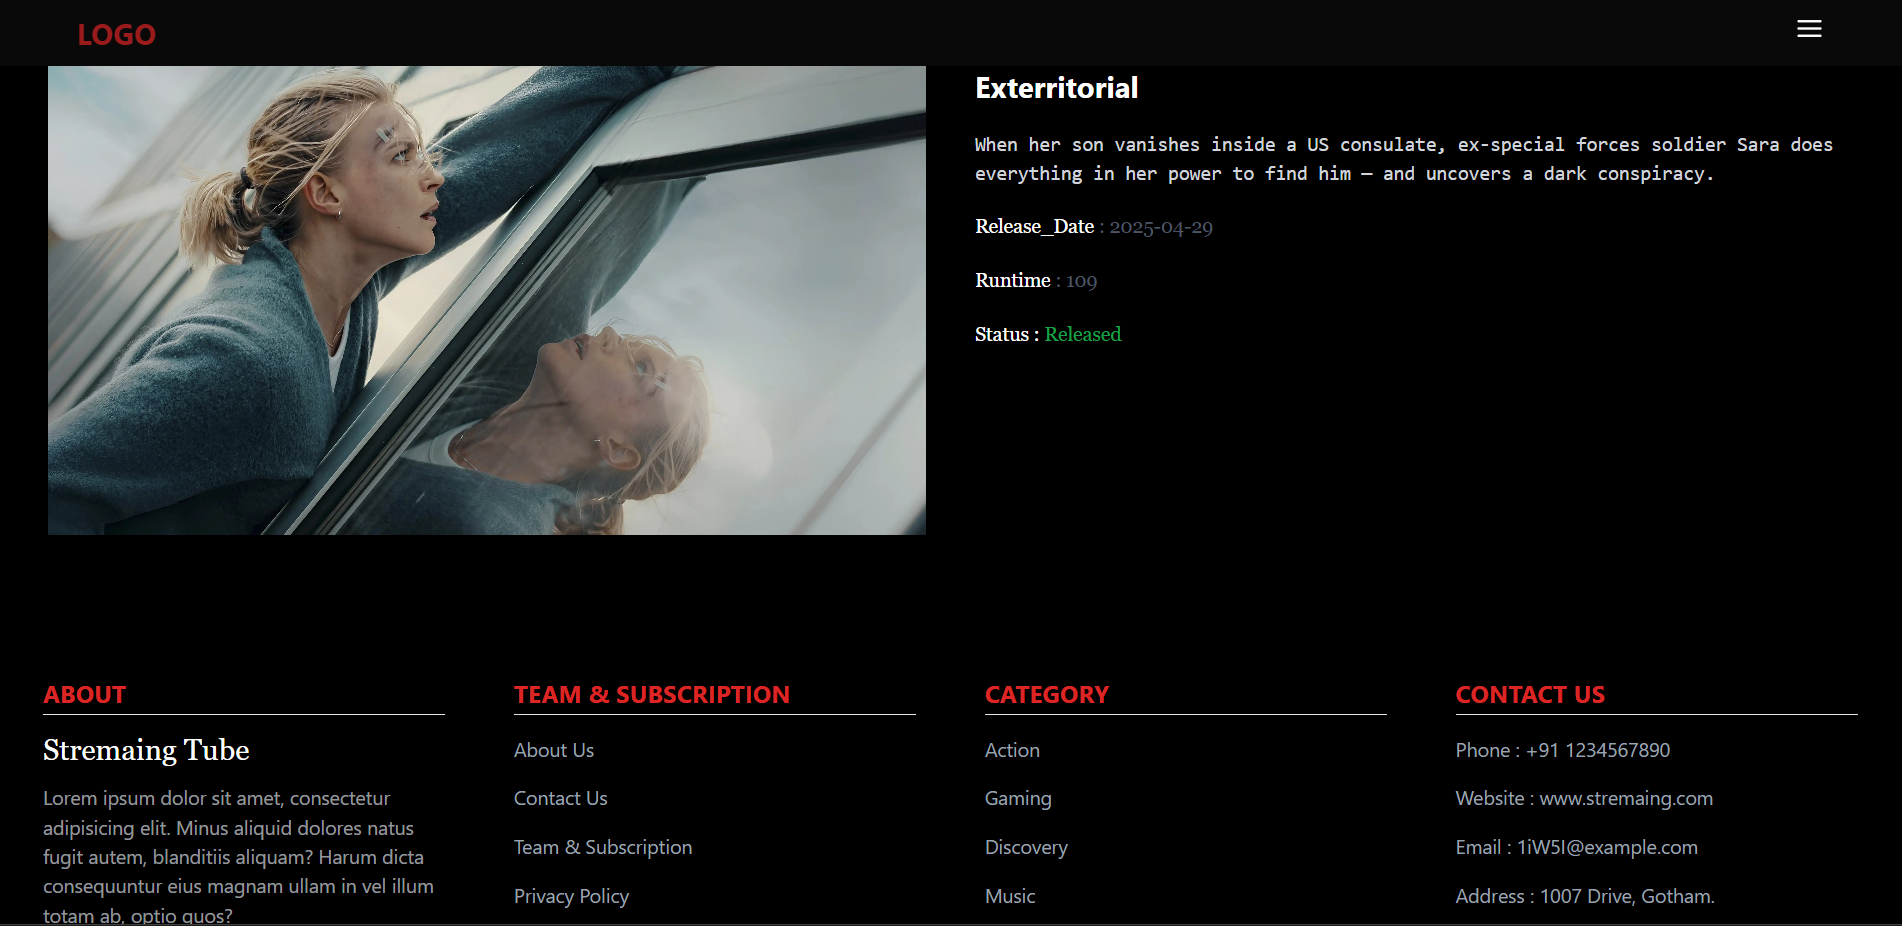 LOGO
Exterritorial
When her son vanishes inside a US consulate, ex-special forces soldier Sara does
everything in her power to find him — and uncovers a dark conspiracy.
Release_Date : 2025-04-29
Runtime : 109
Status : Released
ABOUT
Stremaing Tube
Lorem ipsum dolor sit amet, consectetur
adipisicing elit. Minus aliquid dolores natus
fugit autem, blanditiis aliquam? Harum dicta
consequuntur eius magnam ullam in vel illum
totam ab, optio quos?
TEAM & SUBSCRIPTION
About Us
Contact Us
Team & Subscription
Privacy Policy
CATEGORY
Action
Gaming
Discovery
Music
CONTACT US
Phone : +91 1234567890
Website : www.stremaing.com
Email : 1iW5I@example.com
Address : 1007 Drive, Gotham.